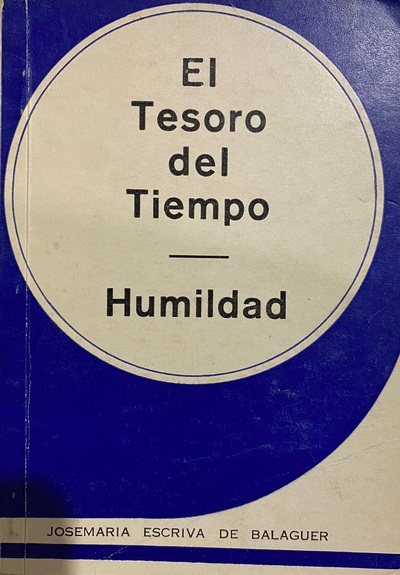 El
Tesoro
del
Tiempo
Humildad
JOSEMARIA ESCRIVA DE BALAGUER